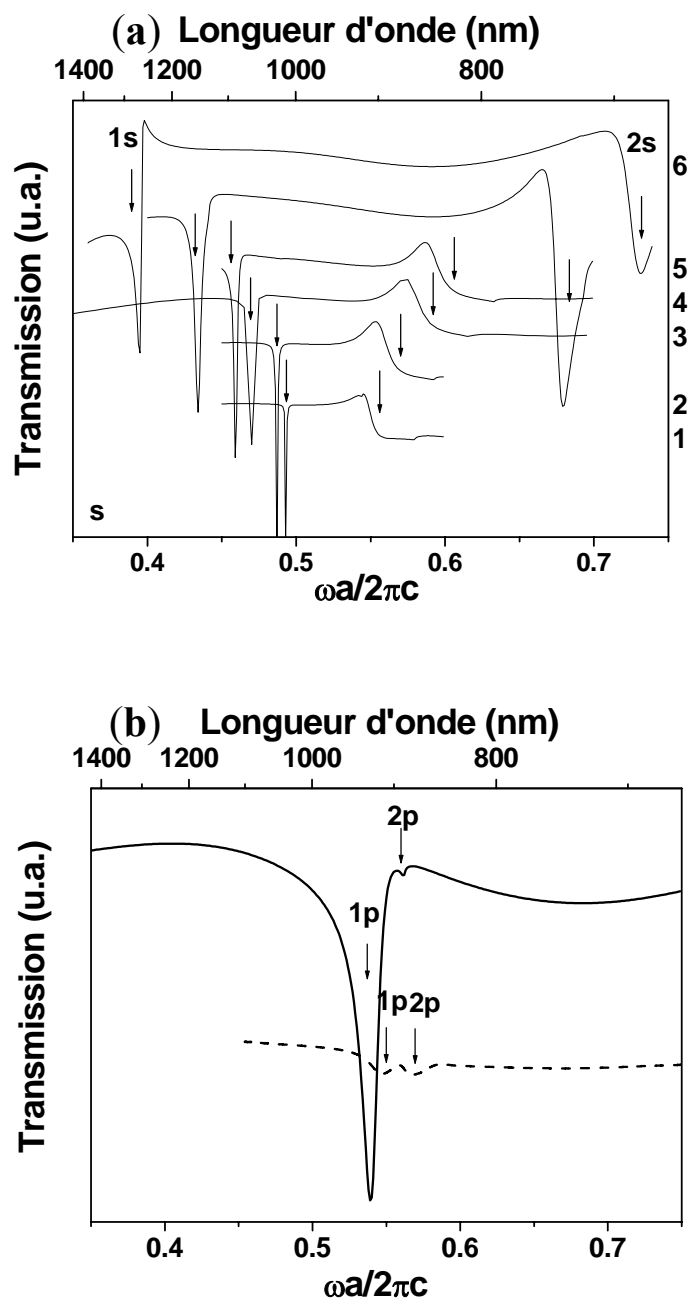 (a) Longueur d'onde (nm)
1400 1200 1000 800
1s 2s
6
5
4
3
2
1
Transmission (u.a.)
s
0.4 0.5 0.6 0.7
ωa/2πc
(b) Longueur d'onde (nm)
1400 1200 1000 800
2p
1p
1p 2p
Transmission (u.a.)
0.4 0.5 0.6 0.7
ωa/2πc